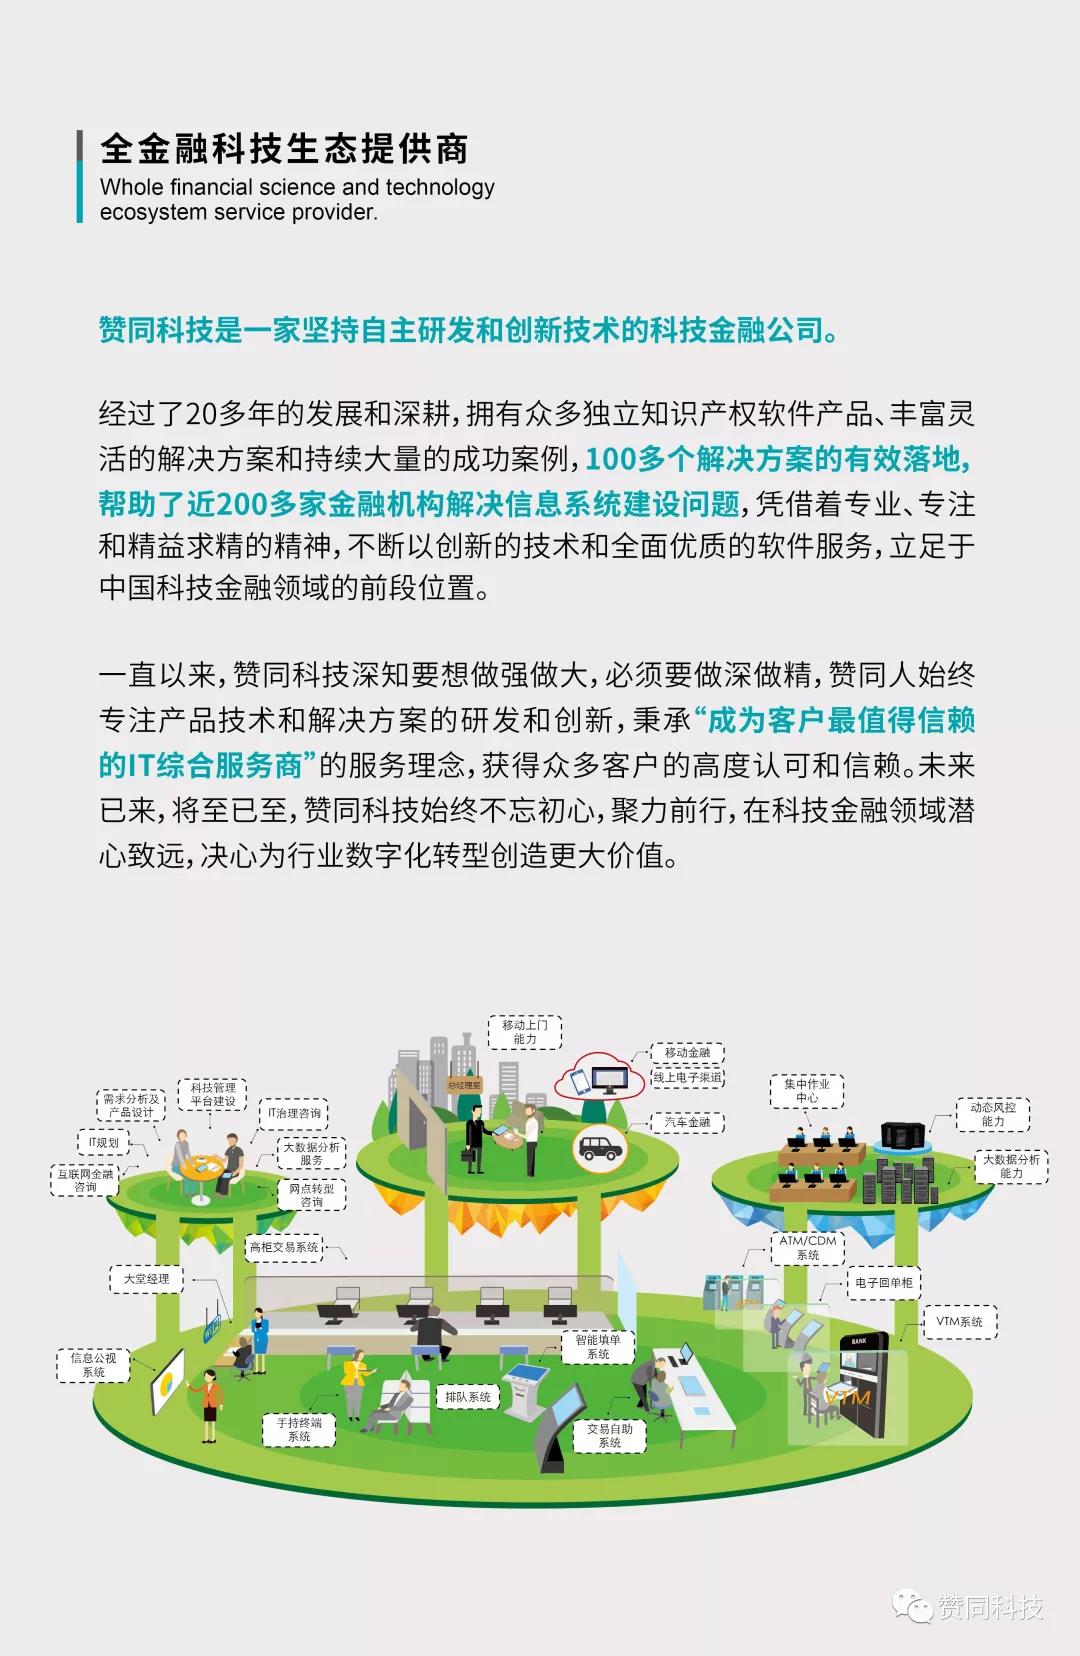 全金融科技生态提供商
Whole financial science and technology
ecosystem service provider.
赞同科技是一家坚持自主研发和创新技术的科技金融公司。
经过了20多年的发展和深耕，拥有众多独立知识产权软件产品、丰富灵
活的解决方案和持续大量的成功案例，100多个解决方案的有效落地，
帮助了近200多家金融机构解决信息系统建设问题，凭借着专业、专注
和精益求精的精神，不断以创新的技术和全面优质的软件服务，立足于
中国科技金融领域的前段位置。
一直以来，赞同科技深知要想做强做大，必须要做深做精，赞同人始终
专注产品技术和解决方案的研发和创新，秉承“成为客户最值得信赖
的IT综合服务商”的服务理念，获得众多客户的高度认可和信赖。未来
已来，将至已至，赞同科技始终不忘初心，聚力前行，在科技金融领域潜
心致远，决心为行业数字化转型创造更大价值。
移动上门
能力
移动金融
线上电子渠道
汽车金融
总经理室
科技管理
平台建设
需求分析及
产品设计
IT治理咨询
IT规划
大数据分析
服务
互联网金融
咨询
网点转型
咨询
集中作业
中心
动态风控
能力
大数据分析
能力
高柜交易系统
ATM/CDM
系统
大堂经理
电子回单柜
VTM系统
WIFI
BANK
信息公视
系统
智能填单
系统
排队系统
VTM
手持终端
系统
交易自助
系统
赞同科技